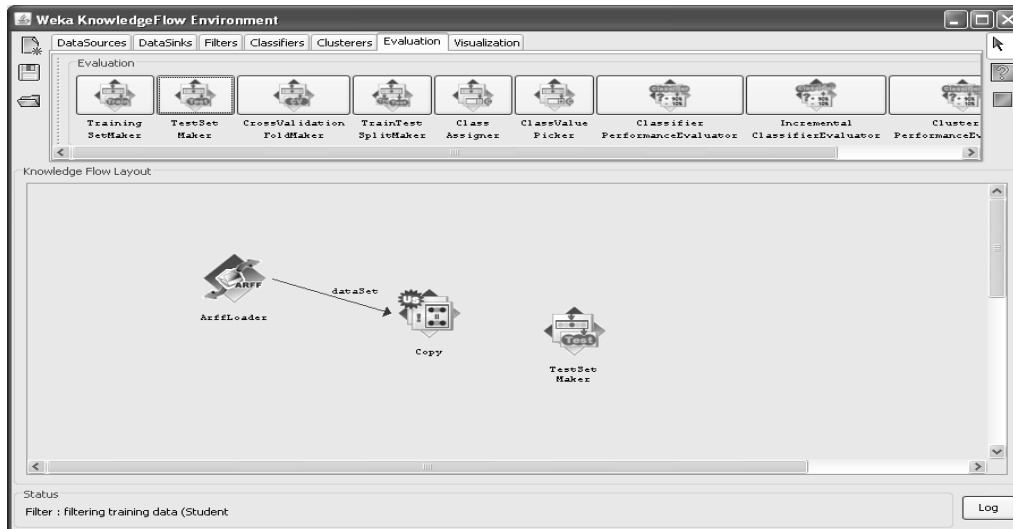 Weka KnowledgeFlow Environment
DataSources DataSinks Filters Classifiers Clusterers Evaluation Visualization
Evaluation
Training SetMaker
TestSet Maker
CrossValidation FoldMaker
TrainTest SplitMaker
Class Assigner
ClassValue Picker
Classifier PerformanceEvaluator
Incremental ClassifierEvaluator
Cluster PerformanceEv
Knowledge Flow Layout
ARFF
ArffLoader
dataSet
Us
Copy
Test
TestSet
Maker
Status
Filter : filtering training data (Student
Log